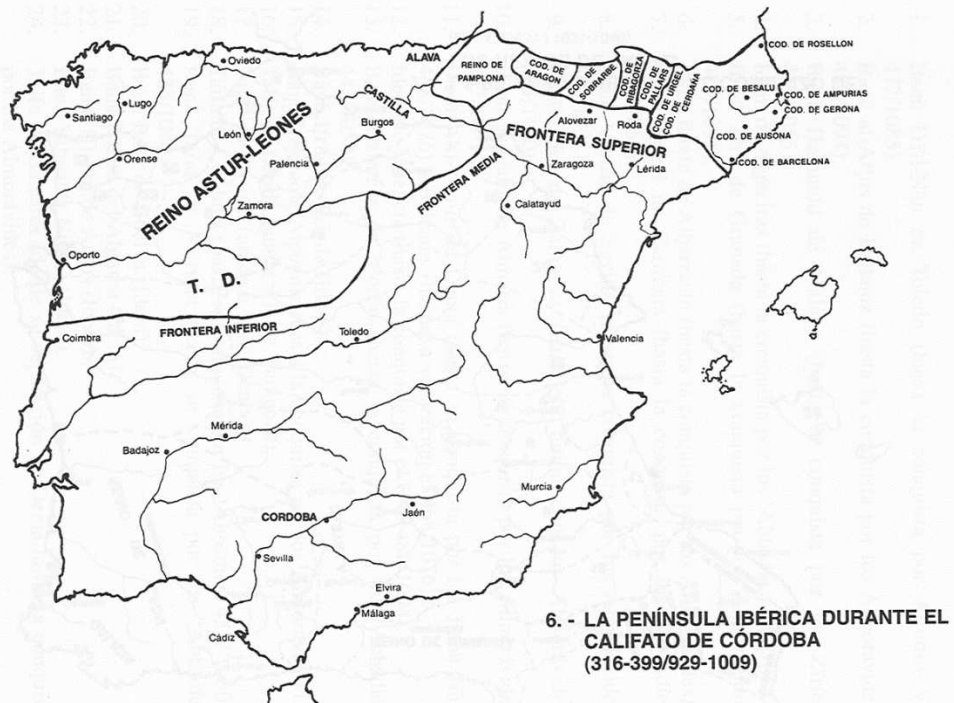 COD. DE ROSELLON
Oviedo
ALAVA
REINO DE
PAMPLONA
COD. DE
ARAGON
COD. DE
SOBRARBE
COD. DE
RIBAGORZA
COD. DE
PALLARS
COD. DE URGEL
COD. DE
CERDAÑA
COD. DE BESALU
COD. DE AMPURIAS
COD. DE GERONA
COD. DE AUSONA
COD. DE BARCELONA
Lugo
Santiago
CASTILLA
León
Burgos
Alovezar
Roda
FRONTERA SUPERIOR
Orense
Palencia
Zaragoza
Lérida
REINO ASTUR-LEONES
FRONTERA MEDIA
Zamora
Calatayud
Oporto
T. D.
FRONTERA INFERIOR
Coimbra
Toledo
Valencia
Mérida
Badajoz
Murcia
CORDOBA
Jaén
Sevilla
Elvira
Málaga
Cádiz
6. - LA PENÍNSULA IBÉRICA DURANTE EL
CALIFATO DE CÓRDOBA
(316-399/929-1009)